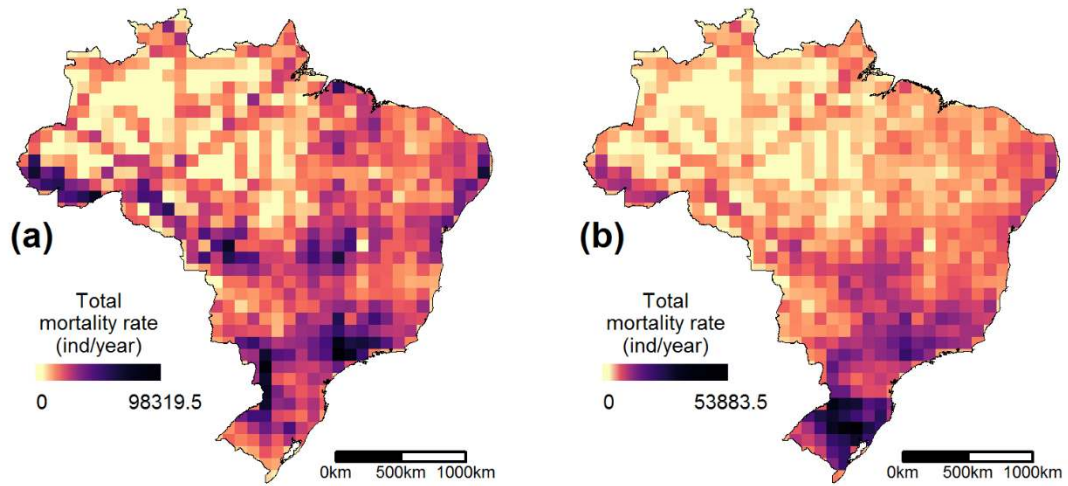 (a)
Total
mortality rate
(ind/year)
0 98319.5
0km 500km 1000km
(b)
Total
mortality rate
(ind/year)
0 53883.5
0km 500km 1000km